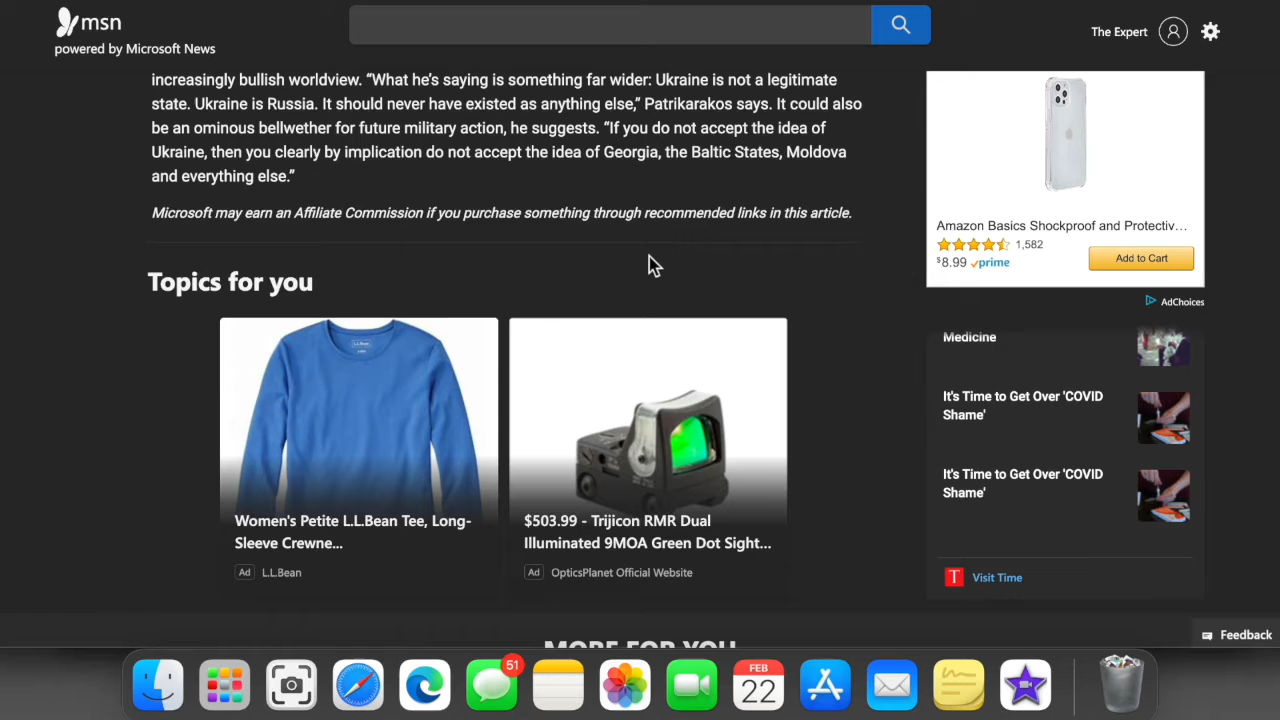 msn
powered by Microsoft News
The Expert
increasingly bullish worldview. “What he’s saying is something far wider: Ukraine is not a legitimate
state. Ukraine is Russia. It should never have existed as anything else,” Patrikarakos says. It could also
be an ominous bellwether for future military action, he suggests. “If you do not accept the idea of
Ukraine, then you clearly by implication do not accept the idea of Georgia, the Baltic States, Moldova
and everything else.”
Microsoft may earn an Affiliate Commission if you purchase something through recommended links in this article.
Topics for you
L.L.Bean
Women's Petite L.L.Bean Tee, Long-
Sleeve Crewne...
Ad L.L.Bean
$503.99 - Trijicon RMR Dual
Illuminated 9MOA Green Dot Sight...
Ad OpticsPlanet Official Website
Amazon Basics Shockproof and Protectiv...
1,582
$8.99 prime
Add to Cart
AdChoices
Medicine
It's Time to Get Over 'COVID
Shame'
It's Time to Get Over 'COVID
Shame'
T Visit Time
Feedback
MORE FOR YOU
51
FEB
22